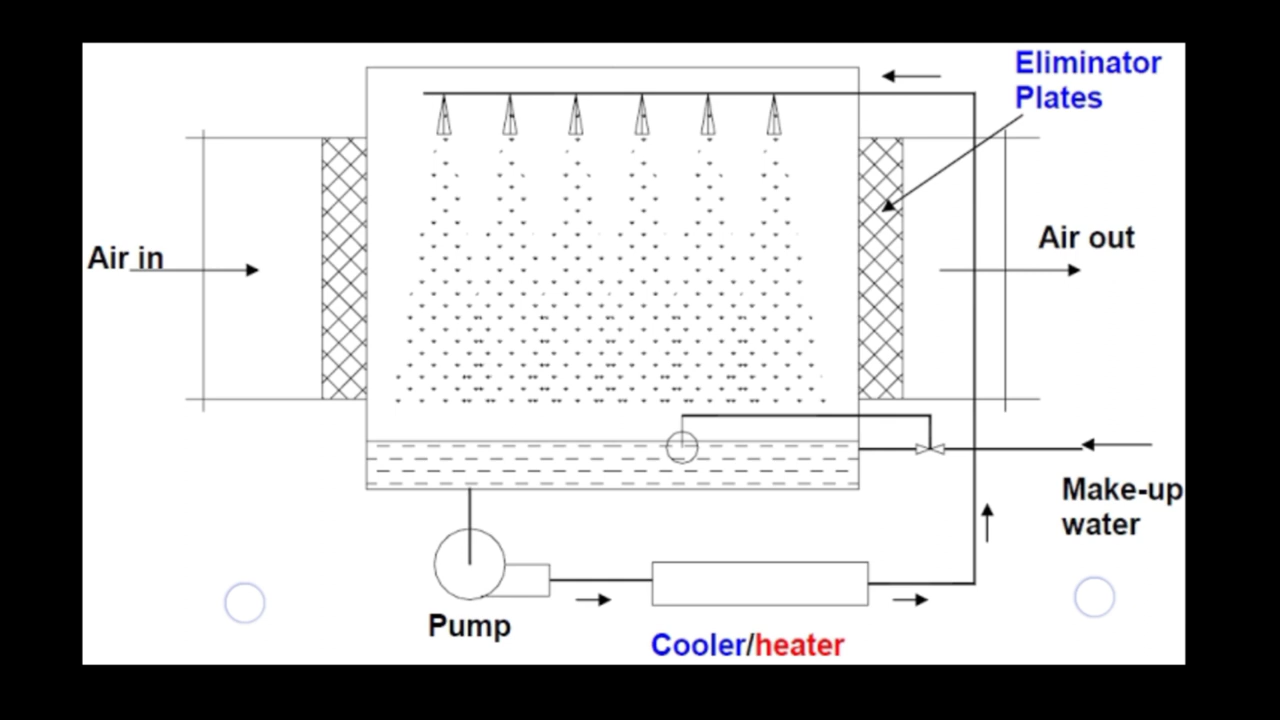 Eliminator
Plates
Air in
Air out
Make-up
water
Pump
Cooler/heater